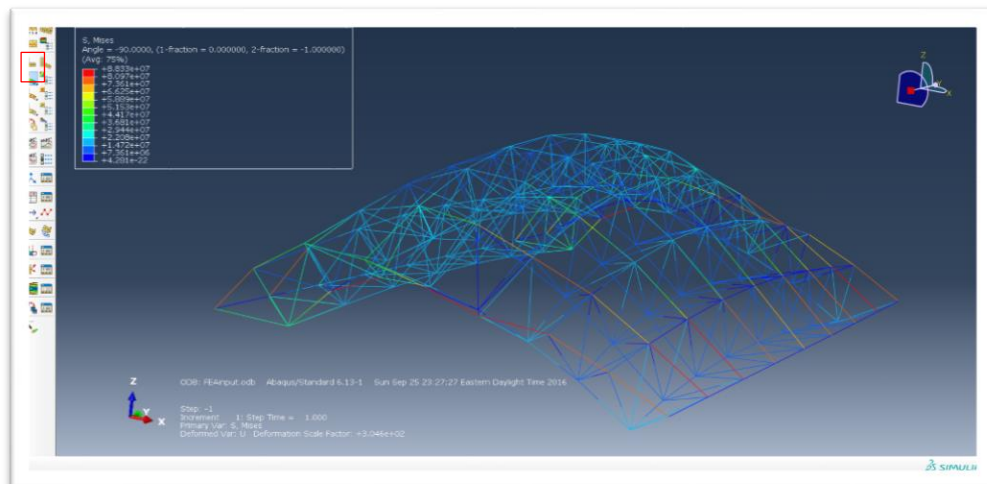 S, Mises
Angle = -90.0000, (1-fraction = 0.000000, 2-fraction = -1.000000)
(Avg: 75%)
+8.833e+07
+8.097e+07
+7.361e+07
+6.625e+07
+5.889e+07
+5.153e+07
+4.417e+07
+3.681e+07
+2.944e+07
+2.208e+07
+1.472e+07
+7.361e+06
+4.281e-22
Z
Y
X
Z
Y
X
ODB: FEAinput.odb Abaqus/Standard 6.13-1 Sun Sep 25 23:27:27 Eastern Daylight Time 2016
Step: -1
Increment 1: Step Time = 1.000
Primary Var: S, Mises
Deformed Var: U Deformation Scale Factor: +3.046e+02
SIMULI